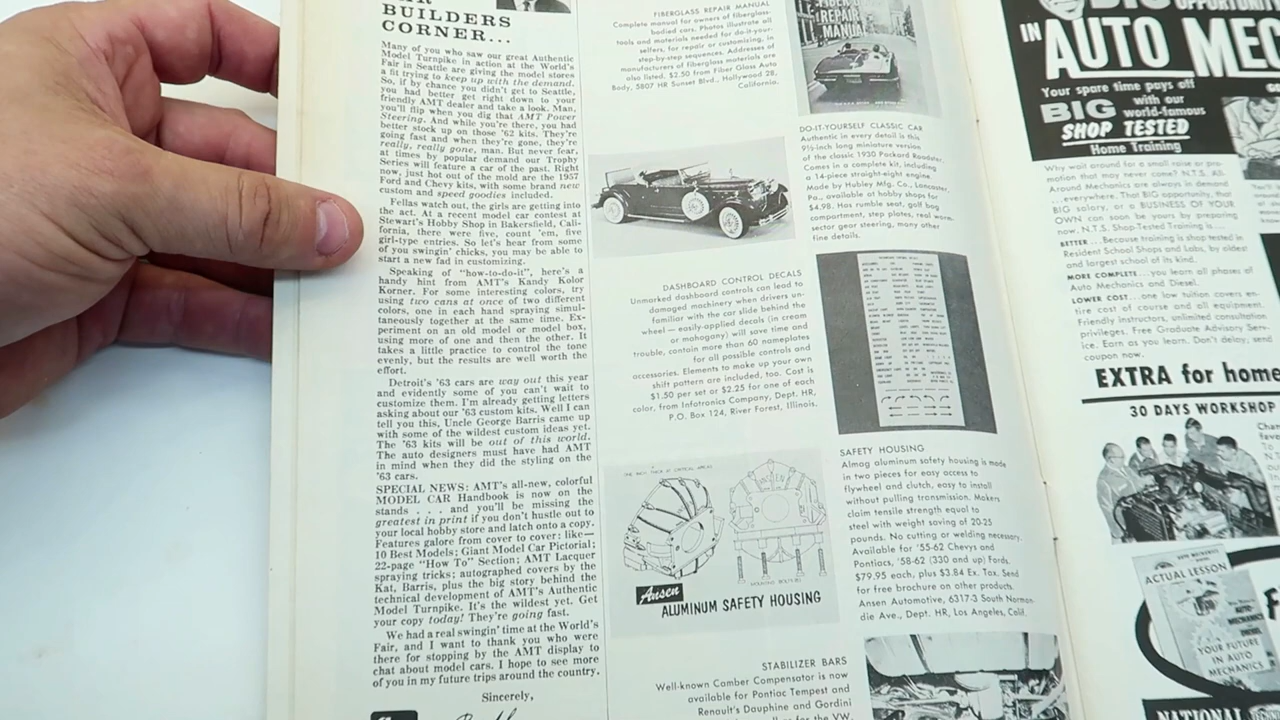 BUILDERS
CORNER...
Many of you who saw our great Authentic
Model Turnpike in action at the World's
Fair in Seattle are giving the model stores
a fit trying to keep up with the demand.
So, if by chance you didn't get to Seattle,
you had better get right down to your
friendly AMT dealer and take a look. Man,
you'll flip when you dig that AMT Power
Steering. And while you're there, you had
better stock up on those '62 kits. They're
going fast and when they're gone, they're
really, really gone, man. But never fear,
at times by popular demand our Trophy
Series will feature a car of the past. Right
now, just hot out of the mold are the 1957
Ford and Chevy kits, with some brand new
custom and speed goodies included.
Fellas watch out, the girls are getting into
the act. At a recent model car contest at
Stewart's Hobby Shop in Bakersfield, Cali-
fornia, there were five, count 'em, five
girl-type entries. So let's hear from some
of you swingin' chicks, you may be able to
start a new fad in customizing.
Speaking of "how-to-do-it", here's a
handy hint from AMT's Kandy Kolor
Korner. For some interesting colors, try
using two cans at once of two different
colors, one in each hand spraying simul-
taneously together at the same time. Ex-
periment on an old model or model box,
using more of one and then the other. It
takes a little practice to control the tone
evenly, but the results are well worth the
effort.
Detroit's '63 cars are way out this year
and evidently some of you can't wait to
customize them. I'm already getting letters
asking about our '63 custom kits. Well I can
tell you this, Uncle George Barris came up
with some of the wildest custom ideas yet.
The '63 kits will be out of this world.
The auto designers must have had AMT
in mind when they did the styling on the
'63 cars.
SPECIAL NEWS: AMT's all-new, colorful
MODEL CAR Handbook is now on the
stands . . . and you'll be missing the
greatest in print if you don't hustle out to
your local hobby store and latch onto a copy.
Features galore from cover to cover: like—
10 Best Models; Giant Model Car Pictorial;
22-page "How To" Section; AMT Lacquer
spraying tricks; autographed covers by the
Kat, Barris, plus the big story behind the
technical development of AMT's Authentic
Model Turnpike. It's the wildest yet. Get
your copy today! They're going fast.
We had a real swingin' time at the World's
Fair, and I want to thank you who were
there for stopping by the AMT display to
chat about model cars. I hope to see more
of you in my future trips around the country.
Sincerely,
FIBERGLASS REPAIR MANUAL
Complete manual for owners of fiberglass-
bodied cars. Photos illustrate all
tools and materials needed for do-it-your-
selfers, for repair or customizing, in
step-by-step sequences. Addresses of
manufacturers of fiberglass materials are
also listed. $2.50 from Fiber Glass Auto
Body, 5807 HR Sunset Blvd., Hollywood 28,
California.
REPAIR
MANUAL
DO-IT-YOURSELF CLASSIC CAR
Authentic in every detail is this
9½-inch long miniature version
of the classic 1930 Packard Roadster.
Comes in a complete kit, including
a 14-piece straight-eight engine.
Made by Hubley Mfg. Co., Lancaster,
Pa., available at hobby shops for
$4.98. Has rumble seat, golf bag
compartment, step plates, real worm-
sector gear steering, many other
fine details.
DASHBOARD CONTROL DECALS
Unmarked dashboard controls can lead to
damaged machinery when drivers un-
familiar with the car slide behind the
wheel — easily-applied decals (in cream
or mahogany) will save time and
trouble, contain more than 60 nameplates
for all possible controls and
accessories. Elements to make up your own
shift pattern are included, too. Cost is
$1.50 per set or $2.25 for one of each
color, from Infotronics Company, Dept. HR,
P.O. Box 124, River Forest, Illinois.
Ansen
ALUMINUM SAFETY HOUSING
SAFETY HOUSING
Almag aluminum safety housing is made
in two pieces for easy access to
flywheel and clutch, easy to install
without pulling transmission. Makers
claim tensile strength equal to
steel with weight saving of 20-25
pounds. No cutting or welding necessary.
Available for '55-62 Chevys and
Pontiacs, '58-62 (330 and up) Fords.
$79.95 each, plus $3.84 Ex. Tax. Send
for free brochure on other products.
Ansen Automotive, 6317-3 South Norman-
die Ave., Dept. HR, Los Angeles, Calif.
STABILIZER BARS
Well-known Camber Compensator is now
available for Pontiac Tempest and
Renault's Dauphine and Gordini
for the VW.
BIG OPPORTUNITY
IN AUTO MEC
Your spare time pays off
BIG with our
world-famous
SHOP TESTED
Home Training
Why wait around for a small raise or pro-
motion that may never come? N.T.S. All-
Around Mechanics are always in demand
...everywhere. That BIG opportunity, that
BIG salary, or a BUSINESS OF YOUR
OWN can soon be yours by preparing
now. N.T.S. Shop-Tested Training is...
BETTER...Because training is shop tested in
Resident School Shops and Labs, by oldest
and largest school of its kind.
MORE COMPLETE...you learn all phases of
Auto Mechanics and Diesel.
LOWER COST...one low tuition covers en-
tire cost of course and all equipment.
Friendly instructors, unlimited consultation
privileges. Free Graduate Advisory Serv-
ice. Earn as you learn. Don't delay, send
coupon now.
EXTRA for home
30 DAYS WORKSHOP
ACTUAL LESSON
YOUR FUTURE
IN AUTO
MECHANICS
NATIONAL